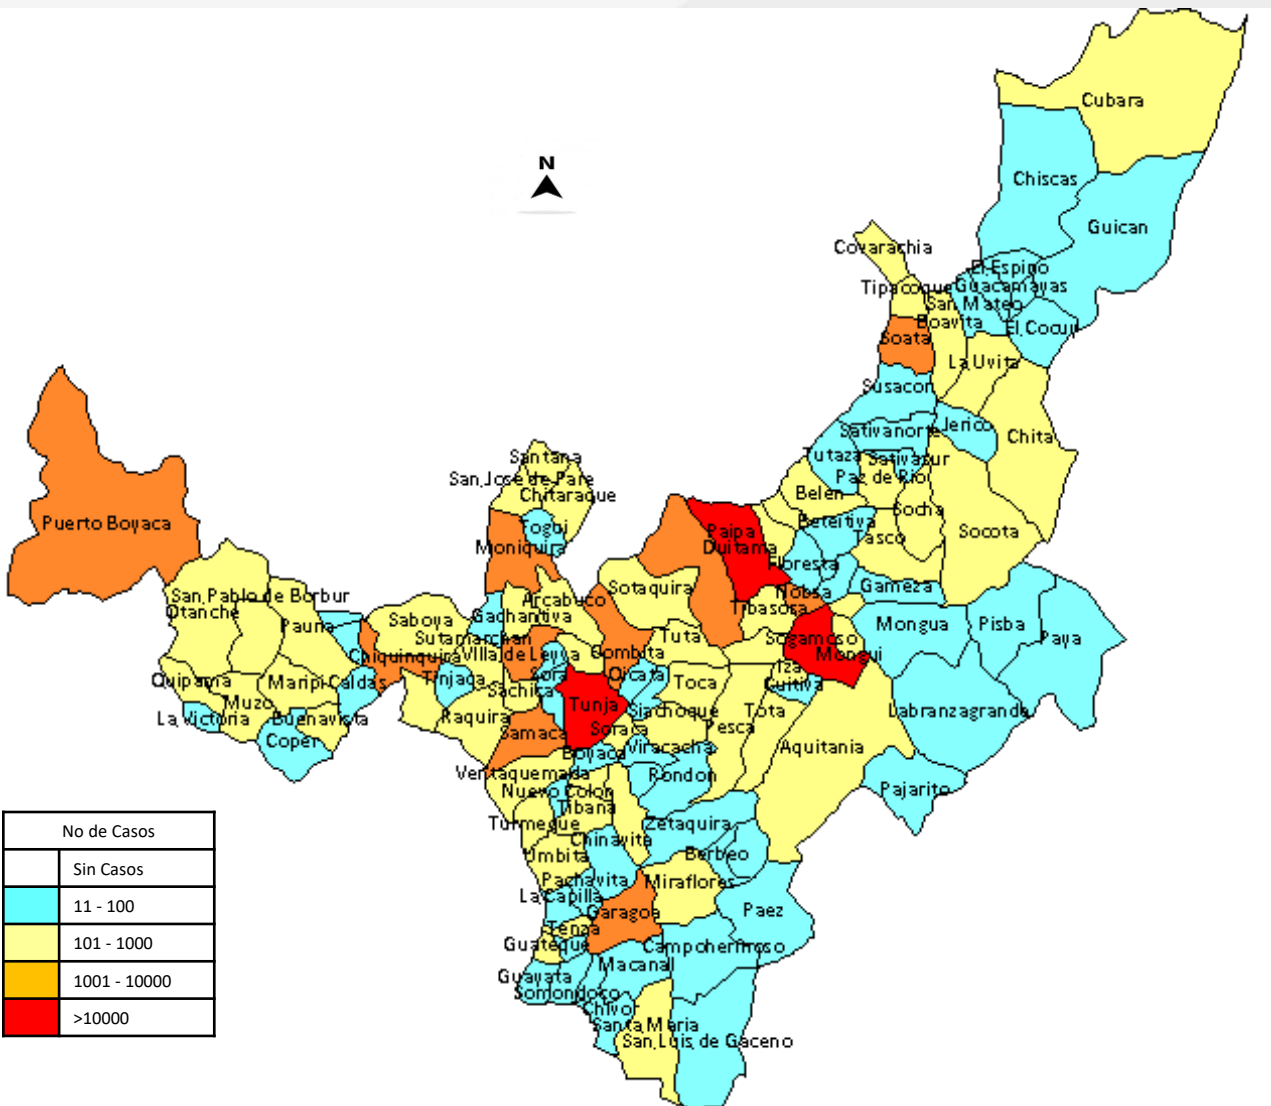 N
Cubara
Chiscas
Guican
Covarachia
El Espino
Tipacoque
Guacamayas
San Mateo
Boavita
El Cocuy
Soata
La Uvita
Susacon
Jerico
Sativanorte
Chita
Tutaza
Sativasur
Paz de Rio
Santana
San Jose de Pare
Chitaraque
Belen
Socha
Togui
Beteitiva
Puerto Boyaca
Paipa
Duitama
Tasco
Socota
Moniquira
Floresta
Gameza
San Pablo de Borbur
Otanche
Nobsa
Sotaquira
Arcabuco
Tibasosa
Pauna
Saboya
Gachantiva
Mongua
Pisba
Paya
Sutamarchan
Tuta
Sogamoso
Chiquinquira
Villa de Leyva
Combita
Mongui
Iza
Quipama
Maripi
Caldas
Tinjaca
Sora
Oicata
Toca
Cuitiva
Sachica
Muzo
Tunja
La Victoria
Buenavista
Raquira
Siachoque
Tota
Labranzagrande
Samaca
Soraca
Pesca
Coper
Boyaca
Viracacha
Aquitania
Ventaquemada
Rondon
Nuevo Colon
Pajarito
Tibana
Turmeque
Zetaquira
Chinavita
Umbita
Berbeo
Pachavita
Miraflores
La Capilla
Garagoa
Paez
Tenza
Guateque
Campohermoso
Macanal
Guayata
Somondoco
Chivor
Santa Maria
San Luis de Gaceno
No de Casos
Sin Casos
11 - 100
101 - 1000
1001 - 10000
>10000